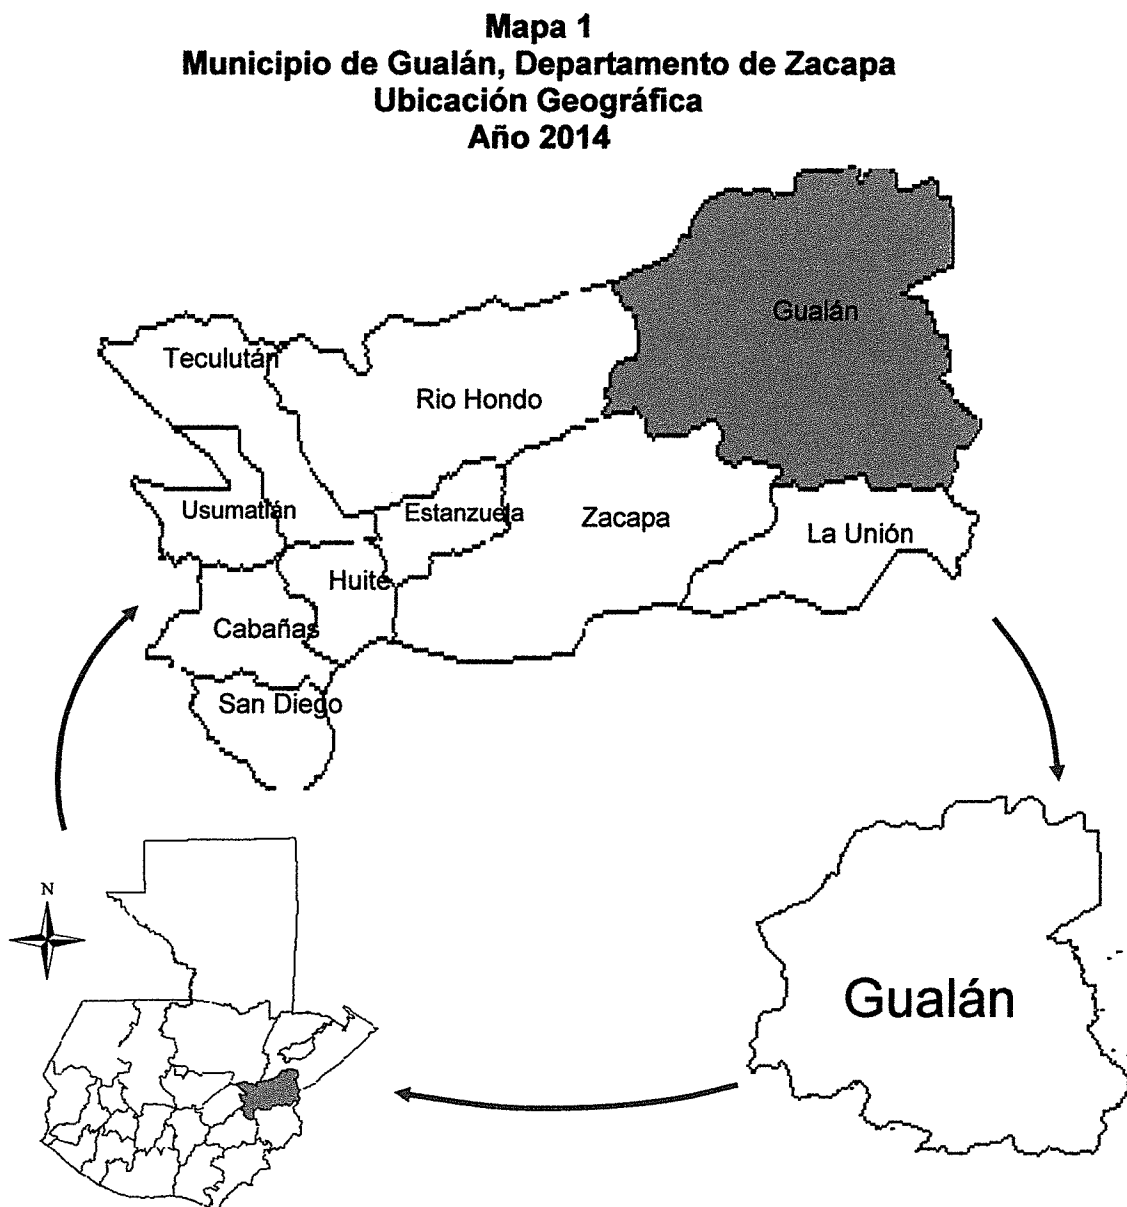 Mapa 1
Municipio de Gualán, Departamento de Zacapa
Ubicación Geográfica
Año 2014
Gualán
Teculután
Rio Hondo
Usumatlán
Estanzuela
Zacapa
La Unión
Huité
Cabañas
San Diego
N
Gualán